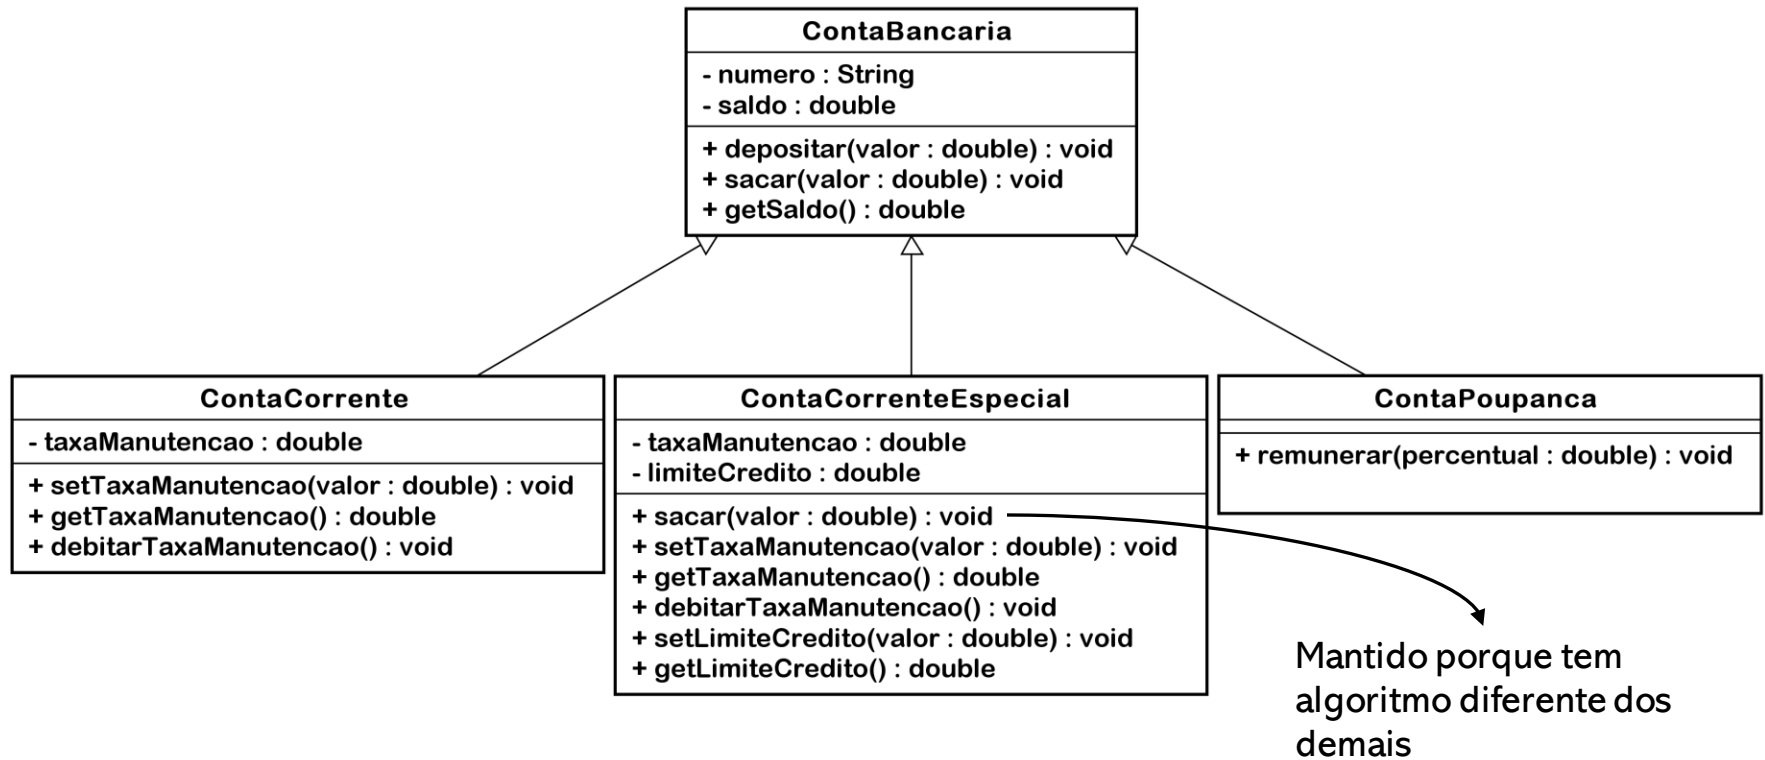 ContaBancaria
- numero : String
- saldo : double
+ depositar(valor : double) : void
+ sacar(valor : double) : void
+ getSaldo() : double
ContaCorrente
- taxaManutencao : double
+ setTaxaManutencao(valor : double) : void
+ getTaxaManutencao() : double
+ debitarTaxaManutencao() : void
ContaCorrenteEspecial
- taxaManutencao : double
- limiteCredito : double
+ sacar(valor : double) : void
+ setTaxaManutencao(valor : double) : void
+ getTaxaManutencao() : double
+ debitarTaxaManutencao() : void
+ setLimiteCredito(valor : double) : void
+ getLimiteCredito() : double
ContaPoupanca
+ remunerar(percentual : double) : void
Mantido porque tem
algoritmo diferente dos
demais